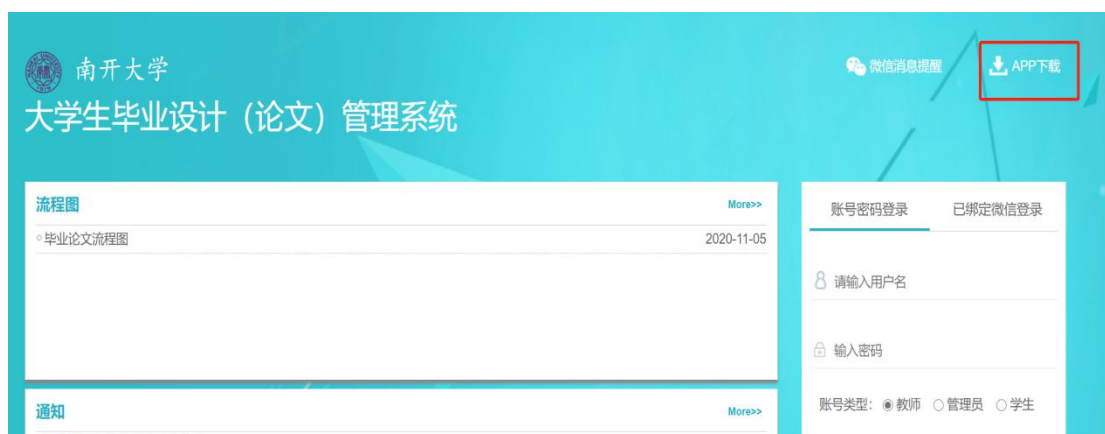 南开大学
微信消息提醒
APP下载
大学生毕业设计（论文）管理系统
流程图
More>>
毕业论文流程图
2020-11-05
通知
More>>
账号密码登录 已绑定微信登录
请输入用户名
输入密码
账号类型： 教师 管理员 学生